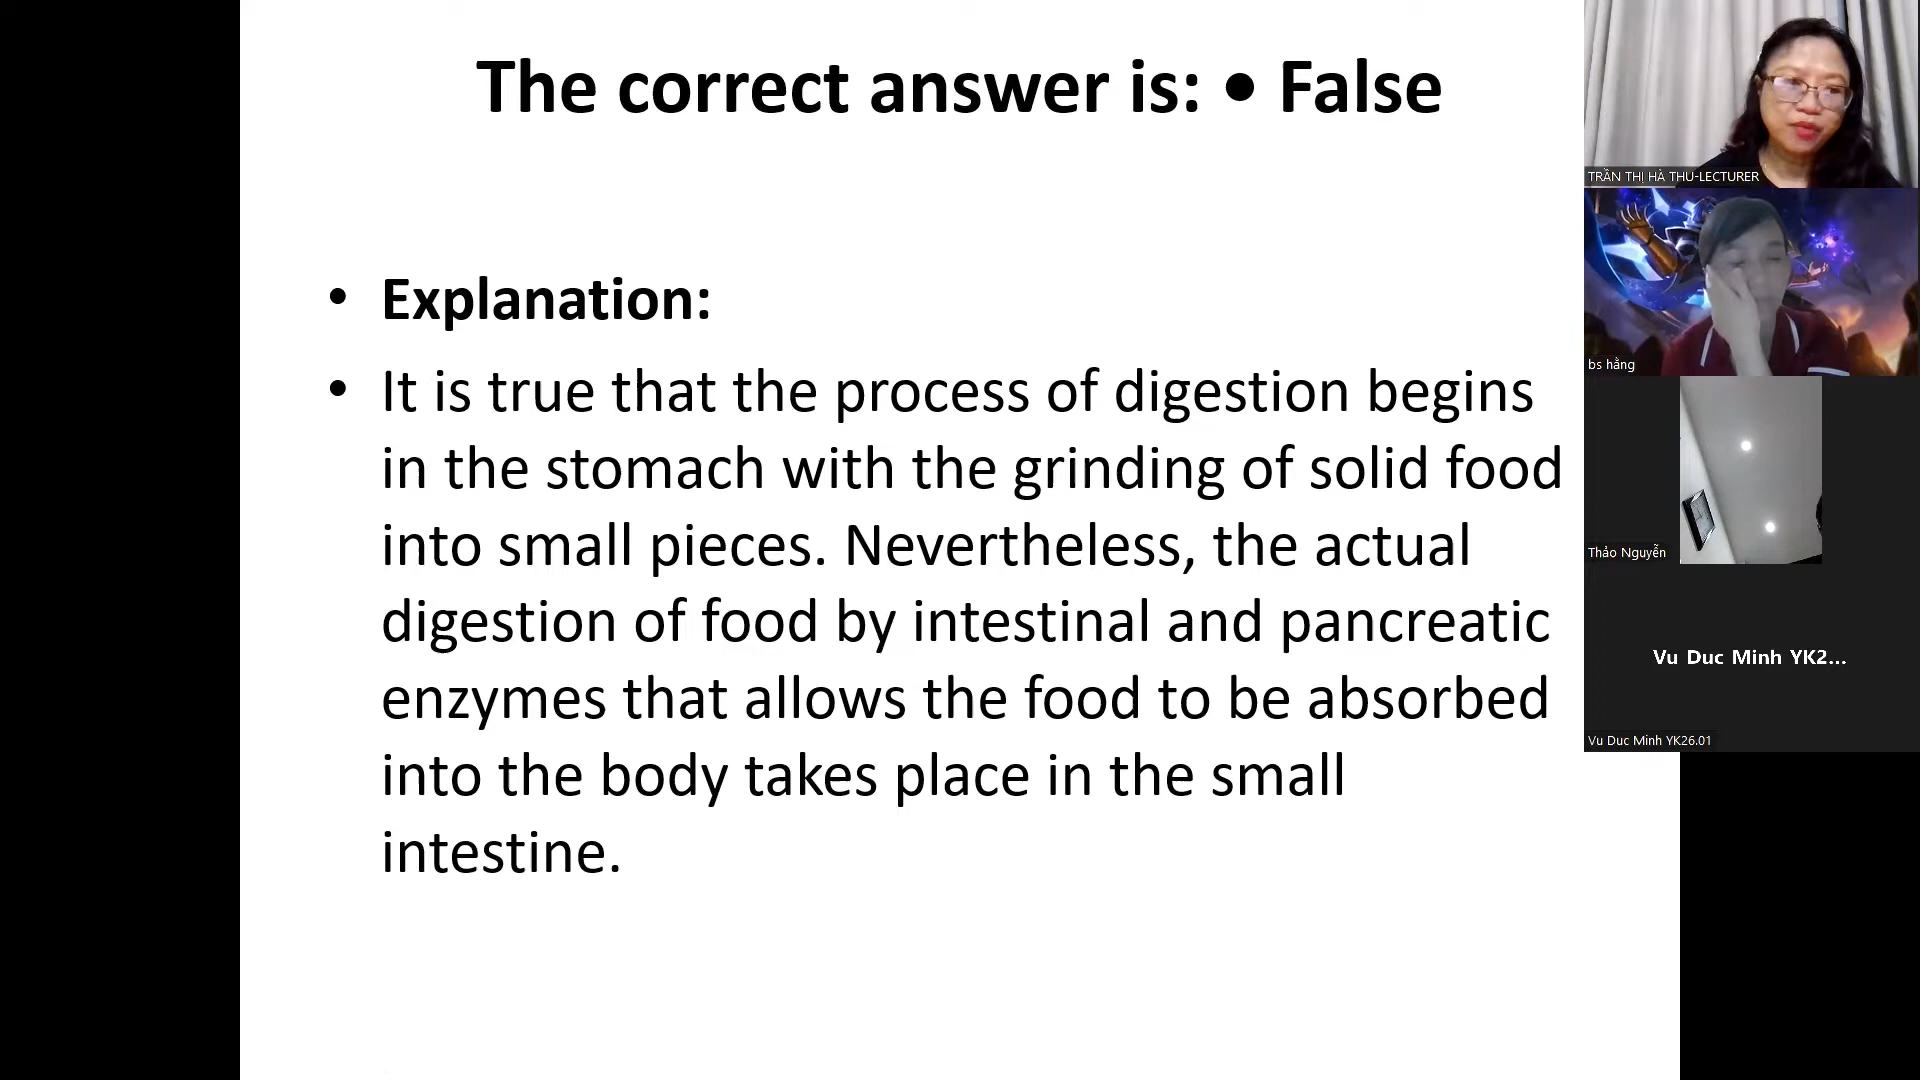 The correct answer is: • False
• Explanation:
• It is true that the process of digestion begins
in the stomach with the grinding of solid food
into small pieces. Nevertheless, the actual
digestion of food by intestinal and pancreatic
enzymes that allows the food to be absorbed
into the body takes place in the small
intestine.
TRẦN THỊ HÀ THU-LECTURER
bs hằng
Thảo Nguyễn
Vu Duc Minh YK2...
Vu Duc Minh YK26.01